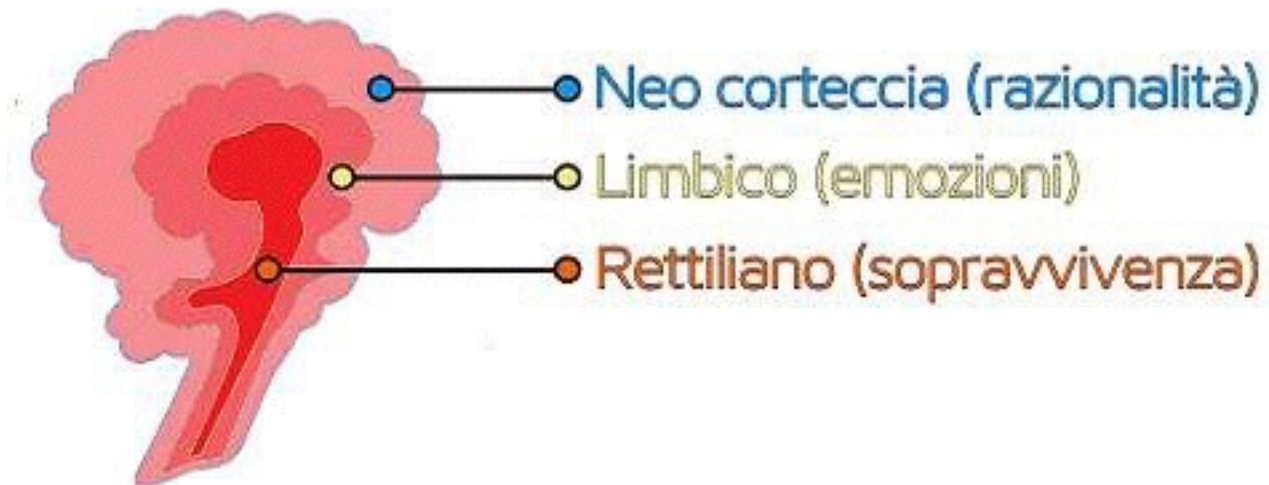 Neo corteccia (razionalità)
Limbico (emozioni)
Rettiliano (sopravvivenza)